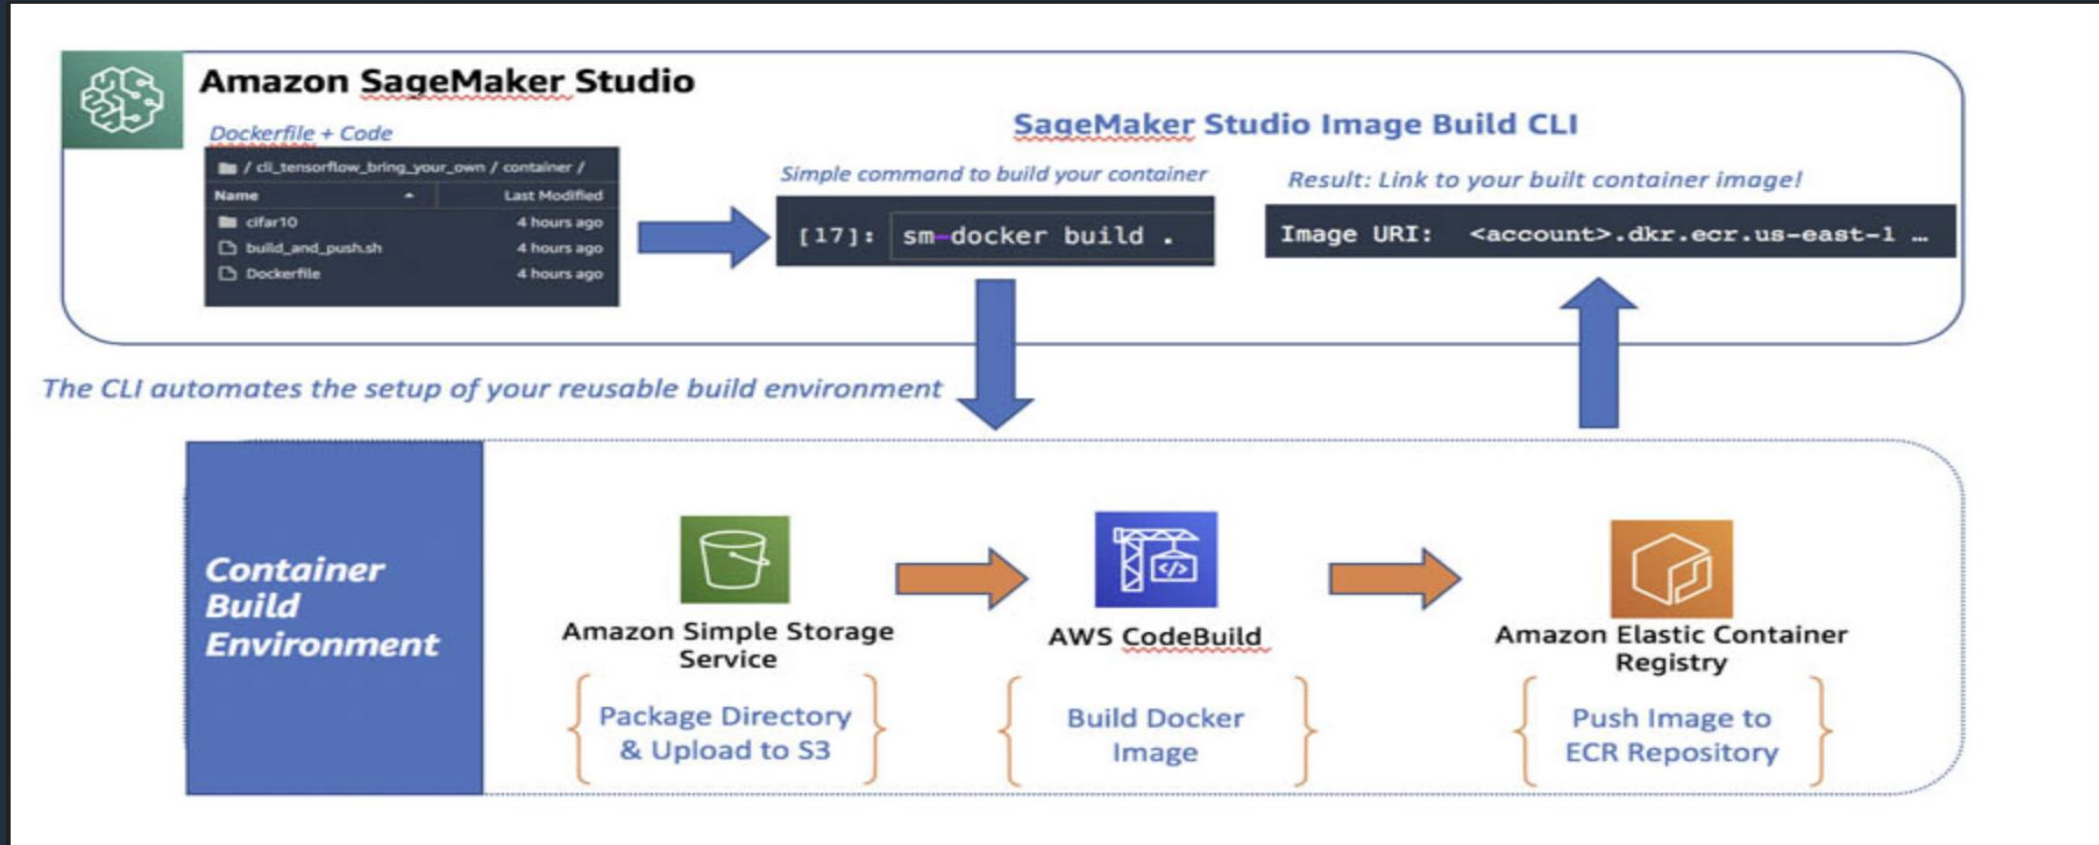 Amazon SageMaker Studio
Dockerfile + Code
/ cli_tensorflow_bring_your_own / container /
Name Last Modified
cifar10 4 hours ago
build_and_push.sh 4 hours ago
Dockerfile 4 hours ago
SageMaker Studio Image Build CLI
Simple command to build your container
[17]: sm-docker build .
Result: Link to your built container image!
Image URI: <account>.dkr.ecr.us-east-1 …
The CLI automates the setup of your reusable build environment
Container
Build
Environment
Amazon Simple Storage
Service
Package Directory
& Upload to S3
AWS CodeBuild
</>
Build Docker
Image
Amazon Elastic Container
Registry
Push Image to
ECR Repository